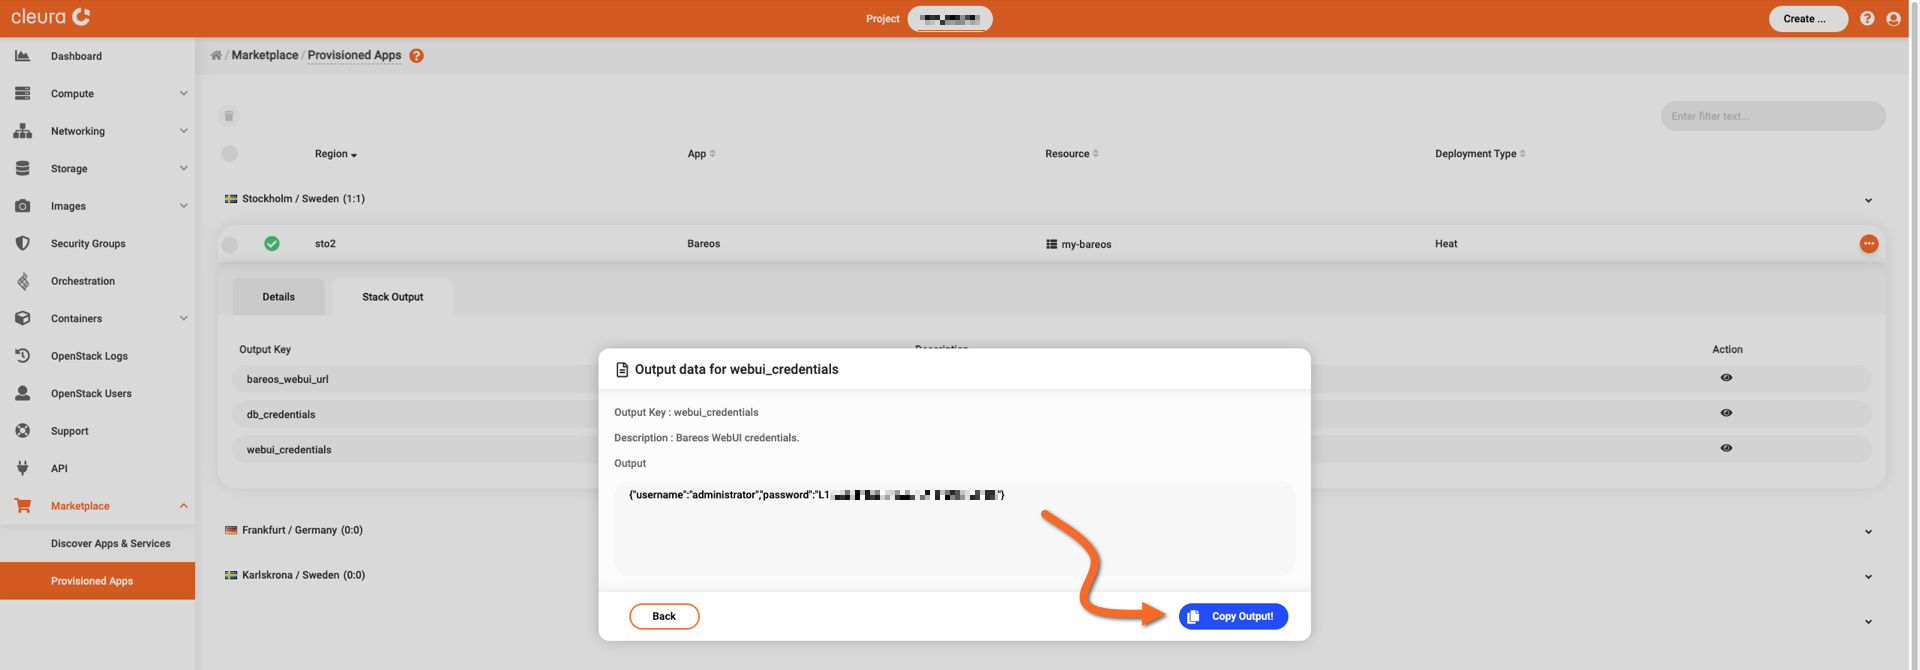 cleura
Project
Create ...
Dashboard
Compute
Networking
Storage
Images
Security Groups
Orchestration
Containers
OpenStack Logs
OpenStack Users
Support
API
Marketplace
Discover Apps & Services
Provisioned Apps
/ Marketplace / Provisioned Apps ?
Enter filter text...
Region App Resource Deployment Type
Stockholm / Sweden (1:1)
sto2 Bareos my-bareos Heat
Details Stack Output
Output Key Description Action
bareos_webui_url
db_credentials
webui_credentials
Output data for webui_credentials
Output Key : webui_credentials
Description : Bareos WebUI credentials.
Output
{"username":"administrator","password":"L1 "}
Back Copy Output!
Frankfurt / Germany (0:0)
Karlskrona / Sweden (0:0)